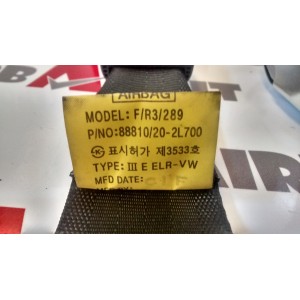 AIRBAG
MODEL: F/R3/289
P/NO:88810/20-2L700
표시허가 제3533호
TYPE: III E ELR-VW
MFD DATE: